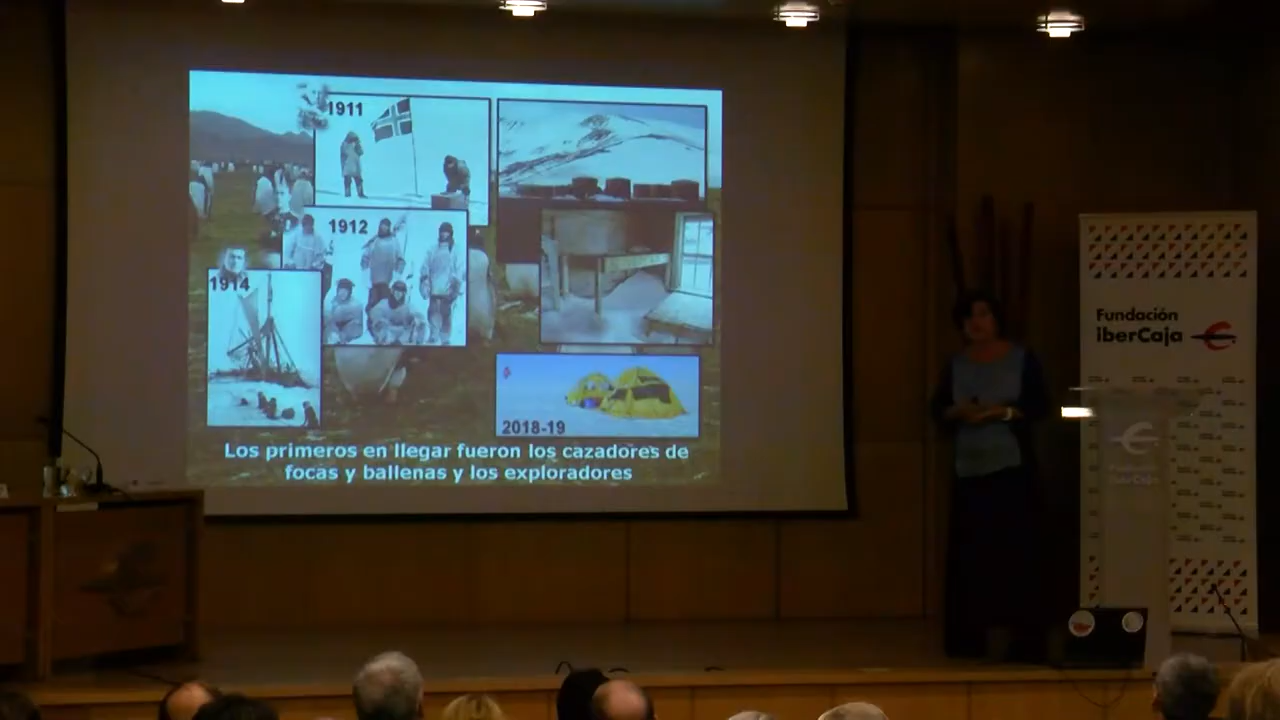 1911
1912
1914
2018-19
Los primeros en llegar fueron los cazadores de
focas y ballenas y los exploradores
Fundación
iberCaja